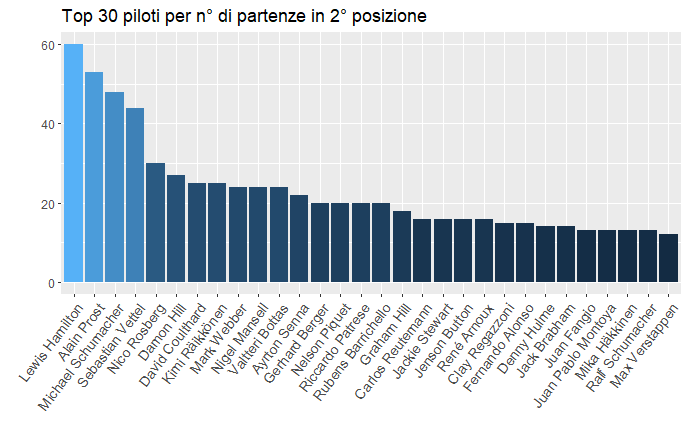 Top 30 piloti per n° di partenze in 2° posizione
60
40
20
0
Lewis Hamilton
Alain Prost
Michael Schumacher
Sebastian Vettel
Nico Rosberg
Damon Hill
David Coulthard
Kimi Räikkönen
Mark Webber
Nigel Mansell
Valtteri Bottas
Ayrton Senna
Gerhard Berger
Nelson Piquet
Riccardo Patrese
Rubens Barrichello
Graham Hill
Carlos Reutemann
Jackie Stewart
Jenson Button
René Arnoux
Clay Regazzoni
Fernando Alonso
Denny Hulme
Jack Brabham
Juan Fangio
Juan Pablo Montoya
Mika Häkkinen
Ralf Schumacher
Max Verstappen